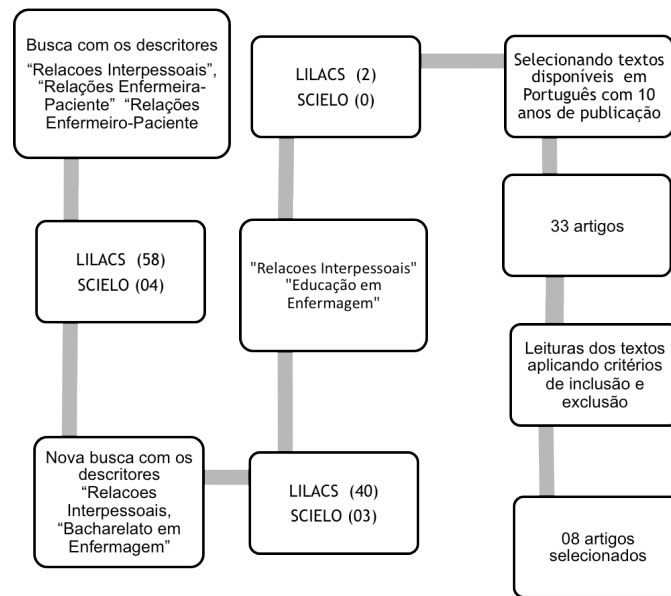 Busca com os descritores
“Relacoes Interpessoais”,
“Relações Enfermeira-
Paciente” “Relações
Enfermeiro-Paciente
LILACS (58)
SCIELO (04)
Nova busca com os
descritores
“Relacoes
Interpessoais,
“Bacharelato em
Enfermagem”
LILACS (40)
SCIELO (03)
"Relacoes Interpessoais"
"Educação em
Enfermagem"
LILACS (2)
SCIELO (0)
Selecionando textos
disponíveis em
Português com 10
anos de publicação
33 artigos
Leituras dos textos
aplicando critérios
de inclusão e
exclusão
08 artigos
selecionados